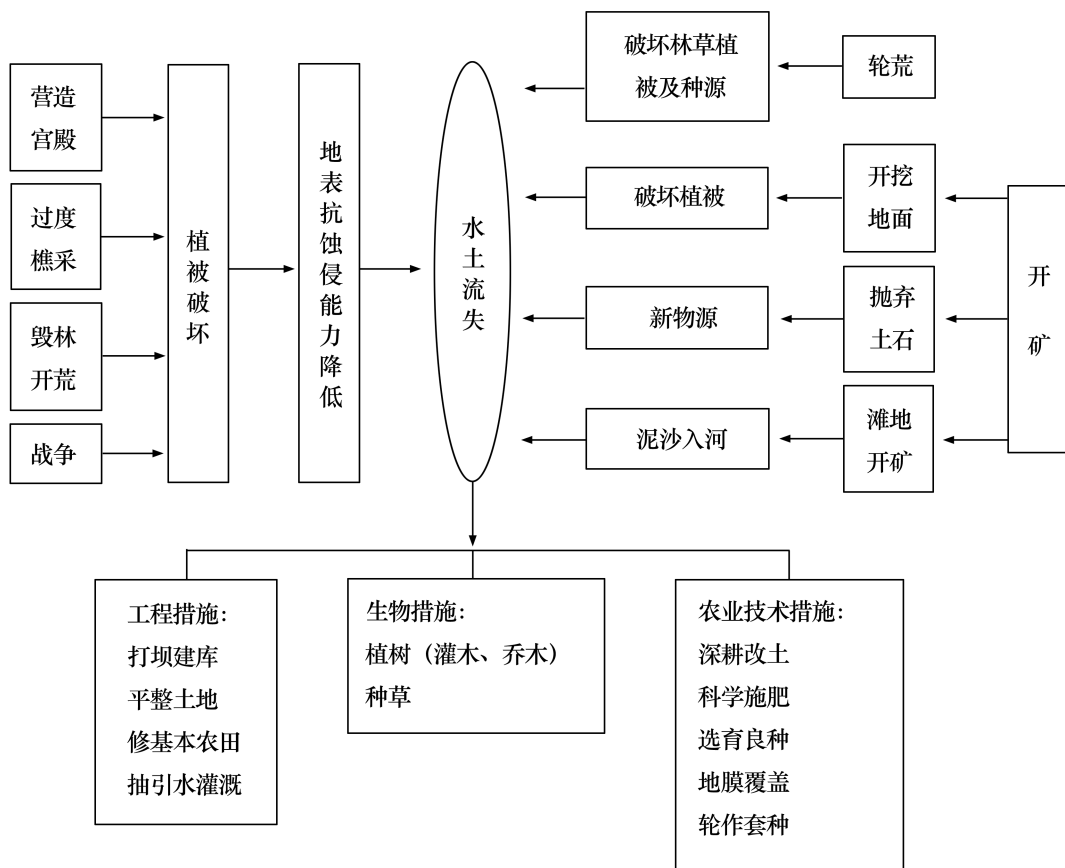 营造
宫殿
过度
樵采
毁林
开荒
战争
植被破坏
地表抗蚀侵能力降低
水土流失
破坏林草植
被及种源
轮荒
破坏植被
开挖
地面
新物源
抛弃
土石
泥沙入河
滩地
开矿
开矿
工程措施：
打坝建库
平整土地
修基本农田
抽引水灌溉
生物措施：
植树（灌木、乔木）
种草
农业技术措施：
深耕改土
科学施肥
选育良种
地膜覆盖
轮作套种